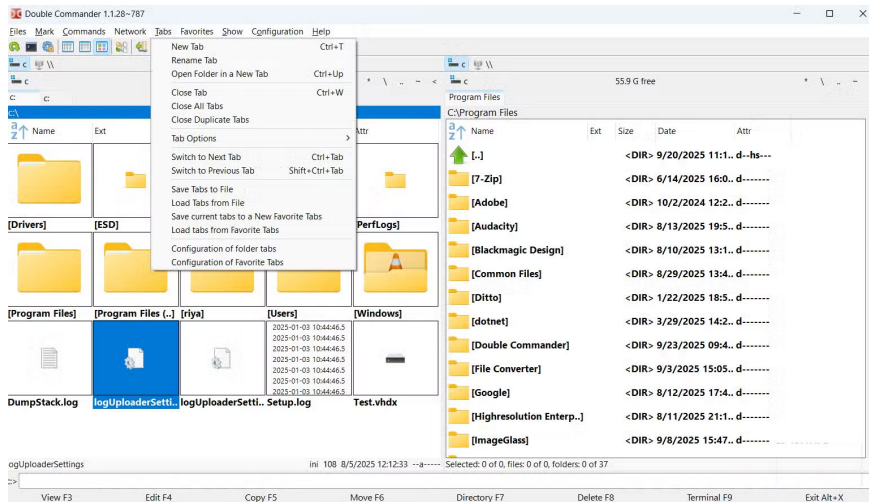 Double Commander 1.1.28~787
Files Mark Commands Network Tabs Favorites Show Configuration Help
c \\
c * \ .. ~ <
c: c:
c:\
Name Ext Attr
[Drivers] [ESD] [PerfLogs]
[Program Files] [Program Files (..] [riya] [Users] [Windows]
2025-01-03 10:44:46.5
2025-01-03 10:44:46.5
2025-01-03 10:44:46.5
2025-01-03 10:44:46.5
2025-01-03 10:44:46.5
2025-01-03 10:44:46.5
2025-01-03 10:44:46.5
DumpStack.log logUploaderSetti.. logUploaderSetti.. Setup.log Test.vhdx
New Tab Ctrl+T
Rename Tab
Open Folder in a New Tab Ctrl+Up
Close Tab Ctrl+W
Close All Tabs
Close Duplicate Tabs
Tab Options >
Switch to Next Tab Ctrl+Tab
Switch to Previous Tab Shift+Ctrl+Tab
Save Tabs to File
Load Tabs from File
Save current tabs to a New Favorite Tabs
Load tabs from Favorite Tabs
Configuration of folder tabs
Configuration of Favorite Tabs
c \\
c 55.9 G free * \ .. ~
Program Files
C:\Program Files
Name Ext Size Date Attr
[..] <DIR> 9/20/2025 11:1.. d--hs---
[7-Zip] <DIR> 6/14/2025 16:0.. d-------
[Adobe] <DIR> 10/2/2024 12:2.. d-------
[Audacity] <DIR> 8/13/2025 19:5.. d-------
[Blackmagic Design] <DIR> 8/10/2025 13:1.. d-------
[Common Files] <DIR> 8/29/2025 13:4.. d-------
[Ditto] <DIR> 1/22/2025 18:5.. d-------
[dotnet] <DIR> 3/29/2025 14:2.. d-------
[Double Commander] <DIR> 9/23/2025 09:4.. d-------
[File Converter] <DIR> 9/3/2025 15:05.. d-------
[Google] <DIR> 8/12/2025 17:4.. d-------
[Highresolution Enterp..] <DIR> 8/11/2025 21:1.. d-------
[ImageGlass] <DIR> 9/8/2025 15:47.. d-------
ogUploaderSettings ini 108 8/5/2025 12:12:33 --a-----
Selected: 0 of 0, files: 0 of 0, folders: 0 of 37
:>
View F3 Edit F4 Copy F5 Move F6 Directory F7 Delete F8 Terminal F9 Exit Alt+X